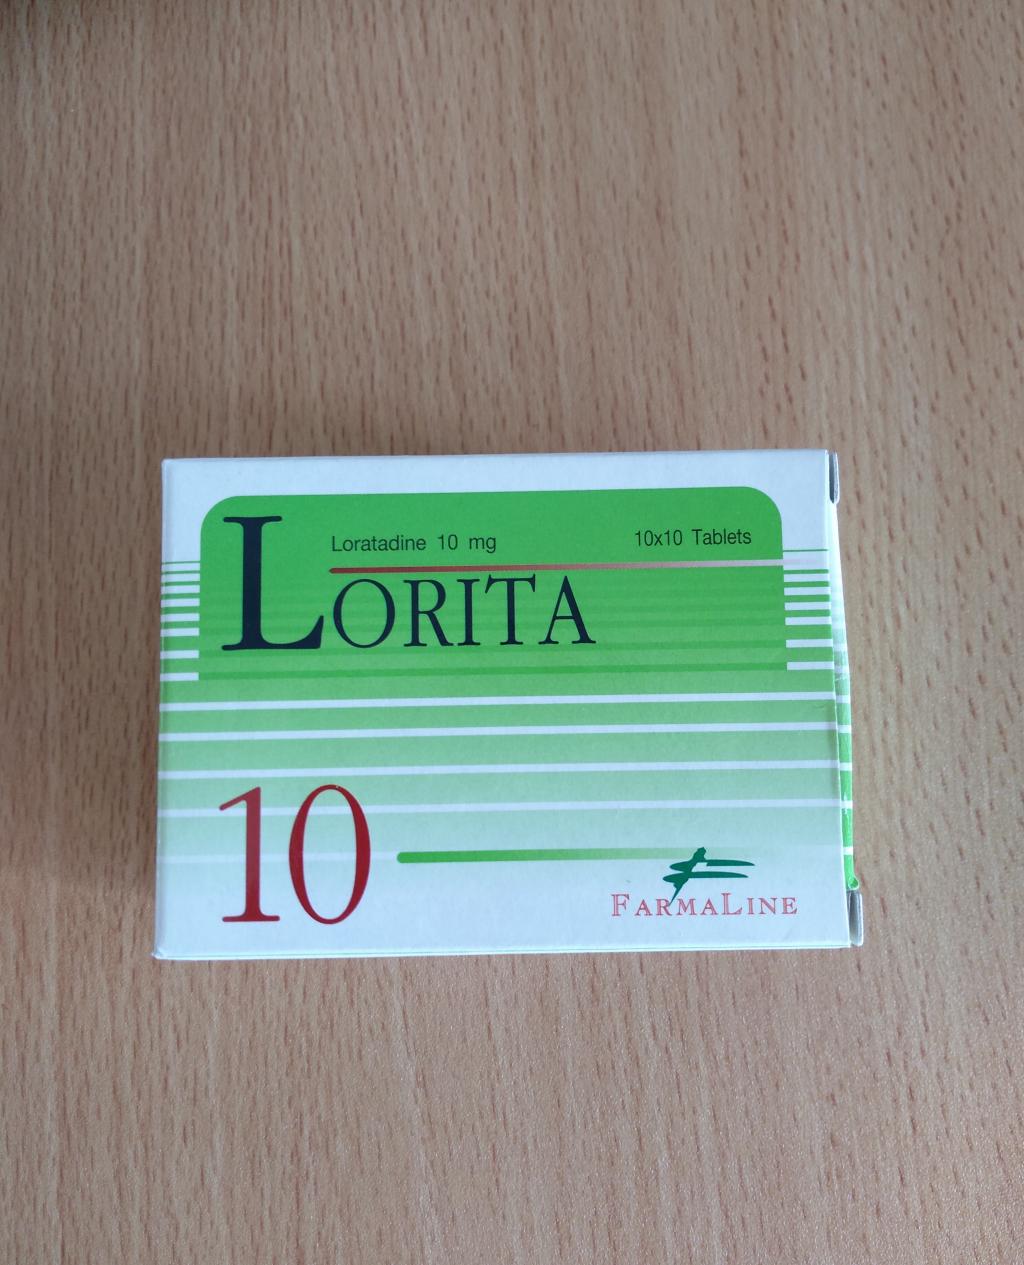 Loratadine 10 mg
10x10 Tablets
LORITA
10
FARMALINE